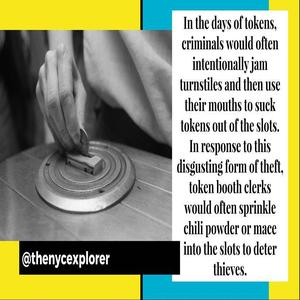 In the days of tokens,
criminals would often
intentionally jam
turnstiles and then use
their mouths to suck
tokens out of the slots.
In response to this
disgusting form of theft,
token booth clerks
would often sprinkle
chili powder or mace
into the slots to deter
thieves.
@thenycexplorer